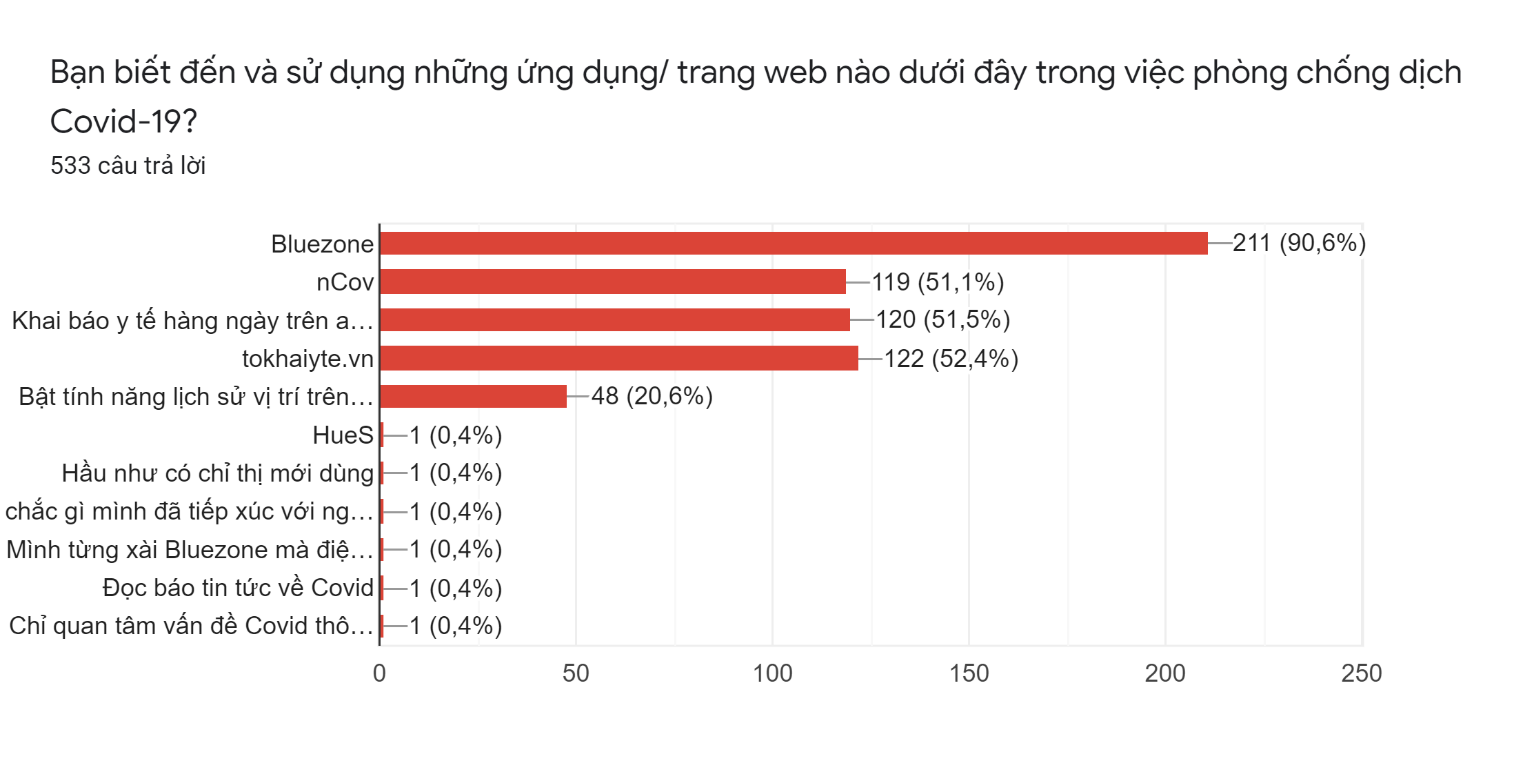 Bạn biết đến và sử dụng những ứng dụng/ trang web nào dưới đây trong việc phòng chống dịch
Covid-19?
533 câu trả lời
Bluezone 211 (90,6%)
nCov 119 (51,1%)
Khai báo y tế hàng ngày trên a… 120 (51,5%)
tokhaiyte.vn 122 (52,4%)
Bật tính năng lịch sử vị trí trên… 48 (20,6%)
HueS 1 (0,4%)
Hầu như có chỉ thị mới dùng 1 (0,4%)
chắc gì mình đã tiếp xúc với ng… 1 (0,4%)
Mình từng xài Bluezone mà điệ… 1 (0,4%)
Đọc báo tin tức về Covid 1 (0,4%)
Chỉ quan tâm vấn đề Covid thô… 1 (0,4%)
0 50 100 150 200 250